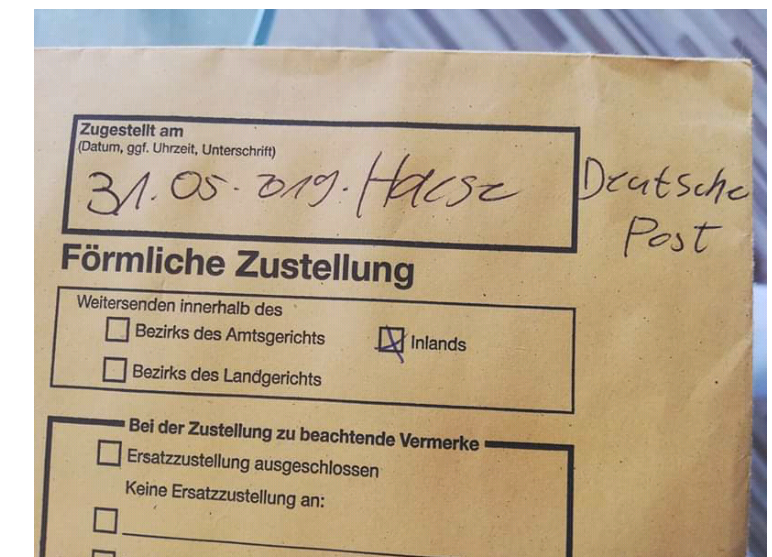 Zugestellt am
(Datum, ggf. Uhrzeit, Unterschrift)
31.05.2019. Haese
Deutsche
Post
Förmliche Zustellung
Weitersenden innerhalb des
Bezirks des Amtsgerichts
Inlands
Bezirks des Landgerichts
Bei der Zustellung zu beachtende Vermerke
Ersatzzustellung ausgeschlossen
Keine Ersatzzustellung an: